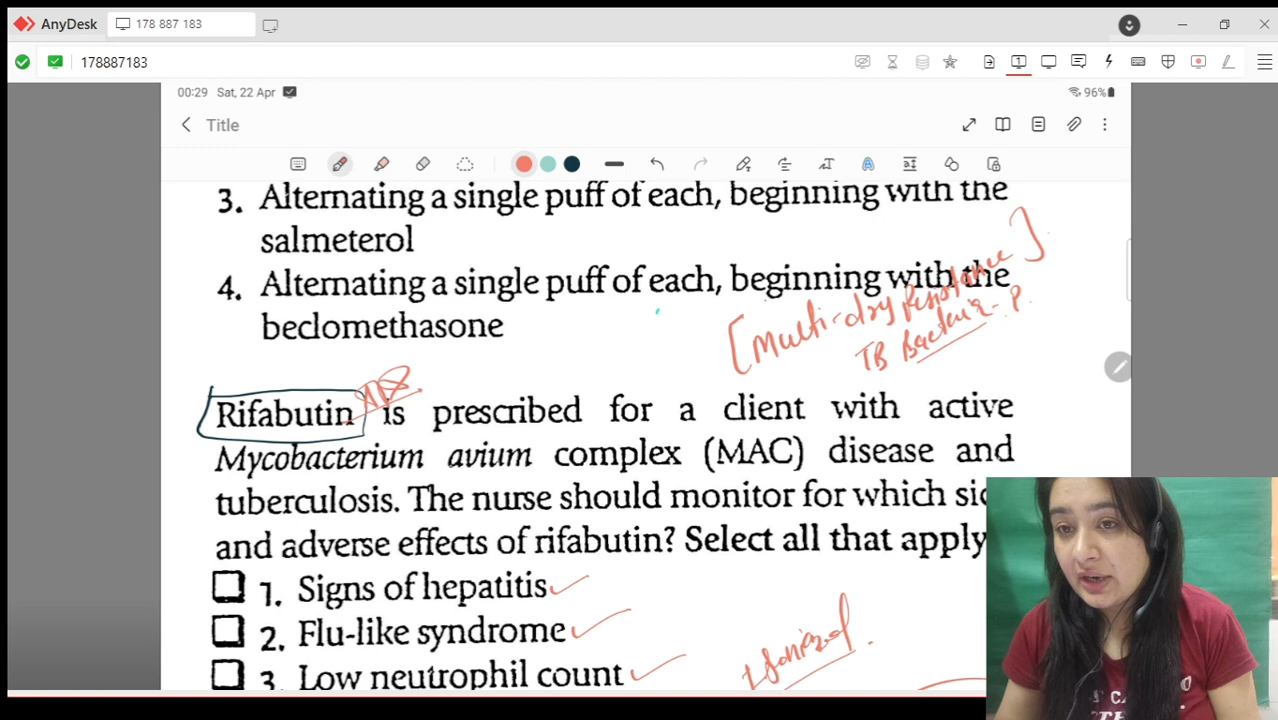 AnyDesk
178 887 183
178887183
00:29 Sat, 22 Apr
96%
Title
3. Alternating a single puff of each, beginning with the
salmeterol
4. Alternating a single puff of each, beginning with the
beclomethasone
[Multi-drug Resistance]
TB Bacteria
Rifabutin is prescribed for a client with active
Mycobacterium avium complex (MAC) disease and
tuberculosis. The nurse should monitor for which
and adverse effects of rifabutin? Select all that apply
1. Signs of hepatitis
2. Flu-like syndrome
3. Low neutrophil count